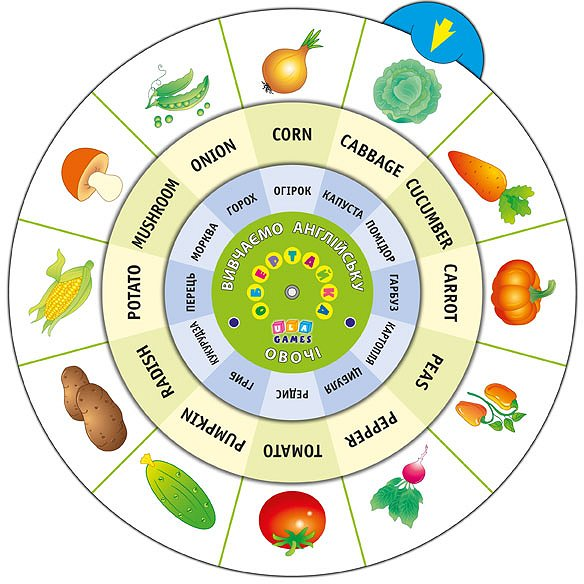 CORN
CABBAGE
CUCUMBER
CARROT
PEAS
PEPPER
TOMATO
PUMPKIN
RADISH
POTATO
MUSHROOM
ONION
ОГІРОК
КАПУСТА
ПОМІДОР
ГАРБУЗ
КАРТОПЛЯ
ЦИБУЛЯ
РЕДИС
ГРИБ
КУКУРУДЗА
ПЕРЕЦЬ
МОРКВА
ГОРОХ
ВИВЧАЄМО АНГЛІЙСЬКУ
ОБЕРТАЙКА
ULA
GAMES
ОВОЧІ